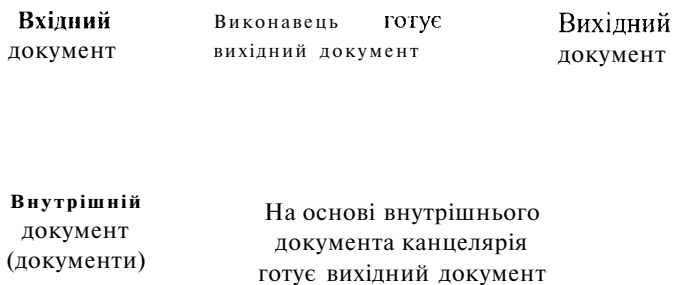 Вхідний
документ
Виконавець готує
вихідний документ
Вихідний
документ
Внутрішній
документ
(документи)
На основі внутрішнього
документа канцелярія
готує вихідний документ